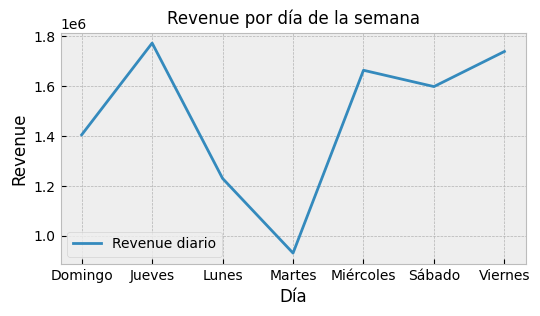 Revenue por día de la semana
1e6
1.8
1.6
1.4
1.2
1.0
Revenue
Revenue diario
Domingo Jueves Lunes Martes Miércoles Sábado Viernes
Día